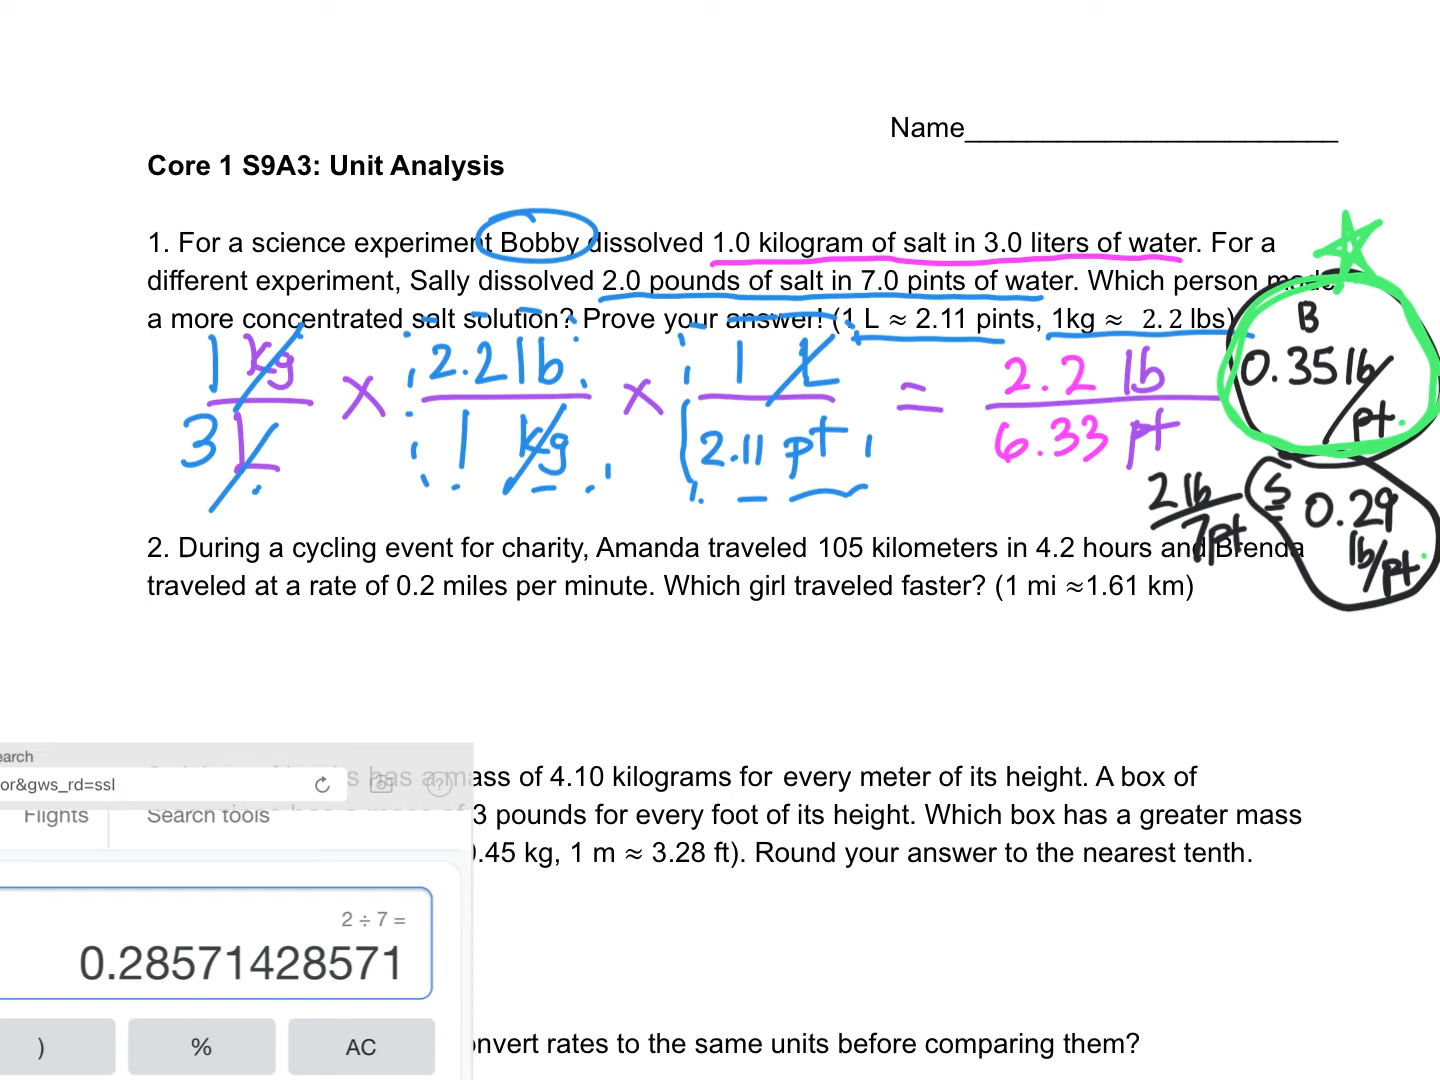 Name_________________________
Core 1 S9A3: Unit Analysis
1. For a science experiment Bobby dissolved 1.0 kilogram of salt in 3.0 liters of water. For a
different experiment, Sally dissolved 2.0 pounds of salt in 7.0 pints of water. Which person made
a more concentrated salt solution? Prove your answer! (1 L ≈ 2.11 pints, 1kg ≈ 2.2 lbs)
1 kg / 3 L × 2.2 lb / 1 kg × 1 L / 2.11 pt = 2.2 lb / 6.33 pt
B
0.35 lb/pt
2 lb / 7pt
S 0.29
lb/pt
2. During a cycling event for charity, Amanda traveled 105 kilometers in 4.2 hours and Brenda
traveled at a rate of 0.2 miles per minute. Which girl traveled faster? (1 mi ≈1.61 km)
has a mass of 4.10 kilograms for every meter of its height. A box of
3 pounds for every foot of its height. Which box has a greater mass
.45 kg, 1 m ≈ 3.28 ft). Round your answer to the nearest tenth.
earch
or&gws_rd=ssl
Flights Search tools
2 ÷ 7 =
0.28571428571
) % AC
nvert rates to the same units before comparing them?